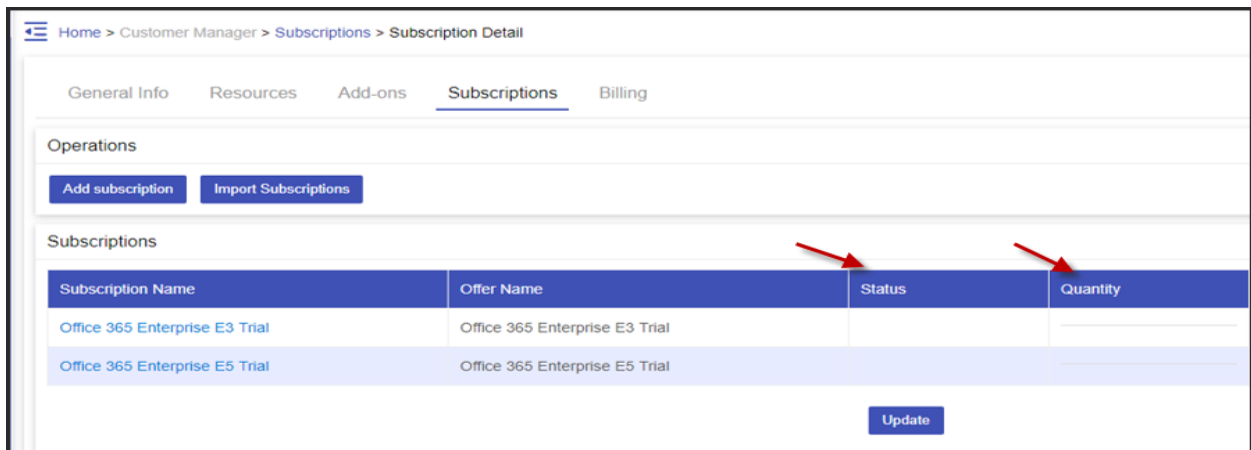 Home > Customer Manager > Subscriptions > Subscription Detail
General Info Resources Add-ons Subscriptions Billing
Operations
Add subscription Import Subscriptions
Subscriptions
Subscription Name Offer Name Status Quantity
Office 365 Enterprise E3 Trial Office 365 Enterprise E3 Trial
Office 365 Enterprise E5 Trial Office 365 Enterprise E5 Trial
Update